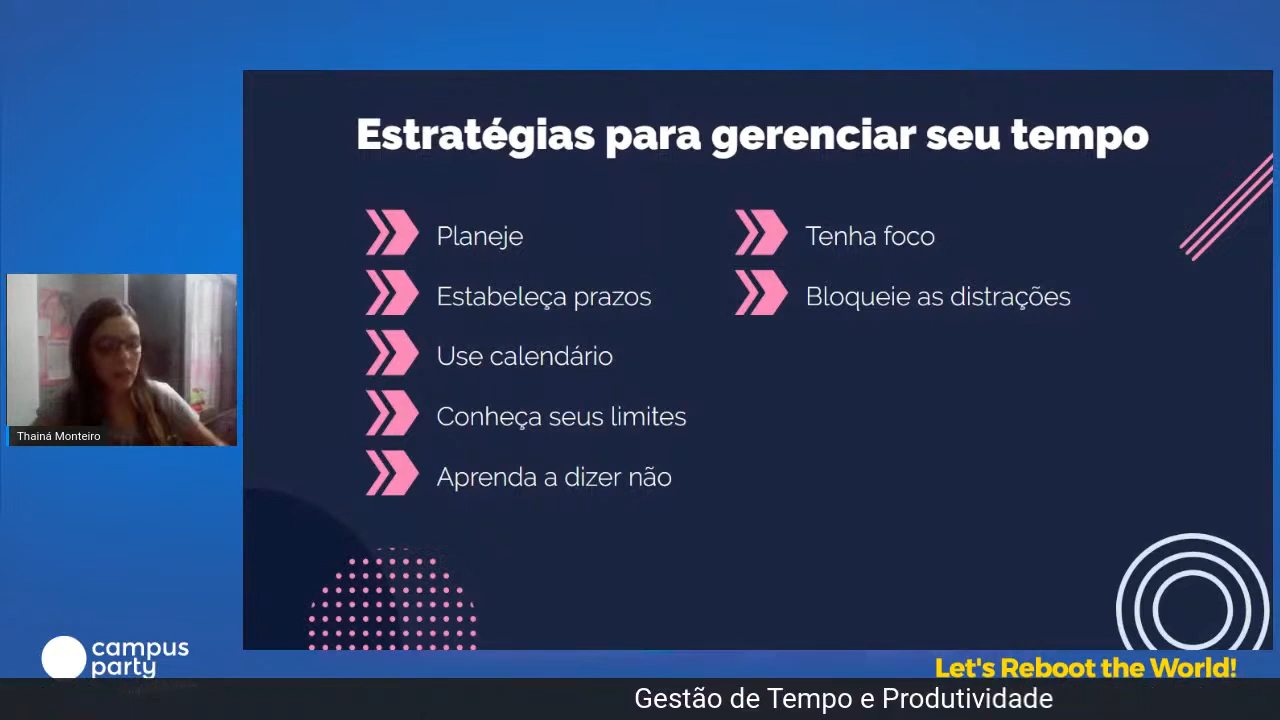 Estratégias para gerenciar seu tempo
Planeje
Estabeleça prazos
Use calendário
Conheça seus limites
Aprenda a dizer não
Tenha foco
Bloqueie as distrações
Thainá Monteiro
campus
party
Let's Reboot the World!
Gestão de Tempo e Produtividade